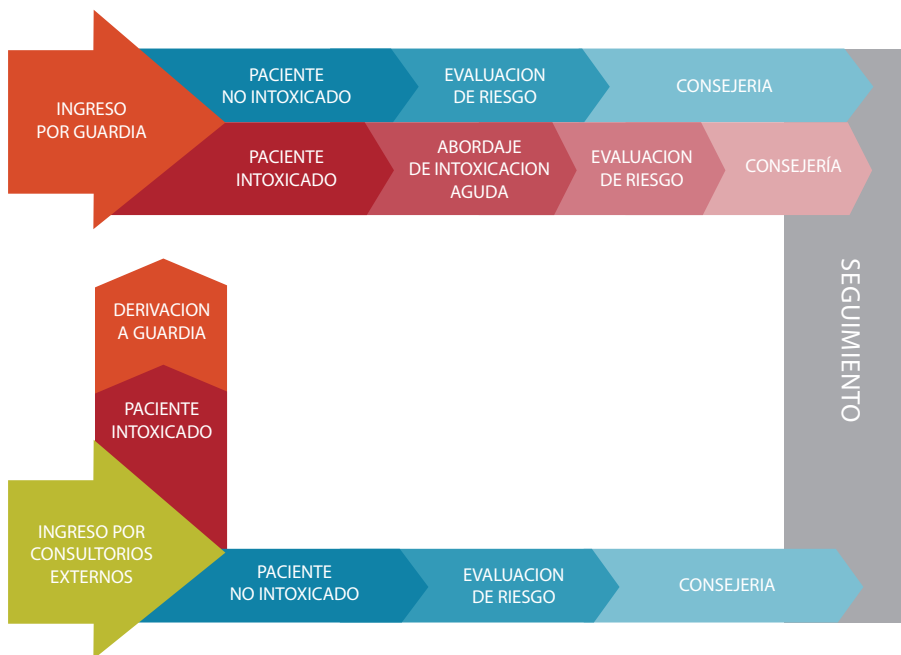 INGRESO
POR GUARDIA
PACIENTE
NO INTOXICADO
EVALUACION
DE RIESGO
CONSEJERIA
PACIENTE
INTOXICADO
ABORDAJE
DE INTOXICACION
AGUDA
EVALUACION
DE RIESGO
CONSEJERÍA
SEGUIMIENTO
DERIVACION
A GUARDIA
PACIENTE
INTOXICADO
INGRESO POR
CONSULTORIOS
EXTERNOS
PACIENTE
NO INTOXICADO
EVALUACION
DE RIESGO
CONSEJERIA